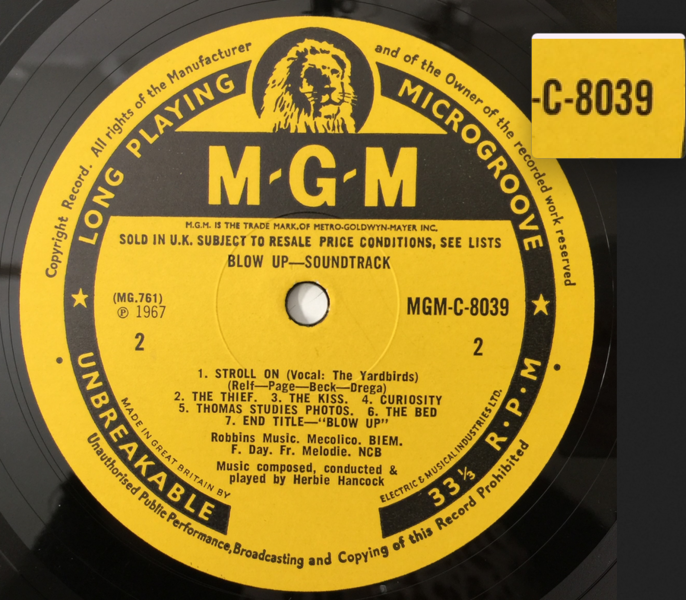 Copyright Record. All rights of the Manufacturer and of the Owner of the recorded work reserved
LONG PLAYING MICROGROOVE
-C-8039
M-G-M
M.G.M. IS THE TRADE MARK, OF METRO-GOLDWYN-MAYER INC.
SOLD IN U.K. SUBJECT TO RESALE PRICE CONDITIONS, SEE LISTS
BLOW UP—SOUNDTRACK
(MG.761)
℗ 1967
MGM-C-8039
2
2
1. STROLL ON (Vocal: The Yardbirds)
(Relf—Page—Beck—Drega)
2. THE THIEF. 3. THE KISS. 4. CURIOSITY
5. THOMAS STUDIES PHOTOS. 6. THE BED
7. END TITLE—"BLOW UP"
Robbins Music. Mecolico. BIEM.
F. Day. Fr. Melodie. NCB
Music composed, conducted &
played by Herbie Hancock
MADE IN GREAT BRITAIN BY
ELECTRIC & MUSICAL INDUSTRIES LTD.
UNBREAKABLE
33⅓ R·P·M
Unauthorised Public Performance, Broadcasting and Copying of this Record Prohibited